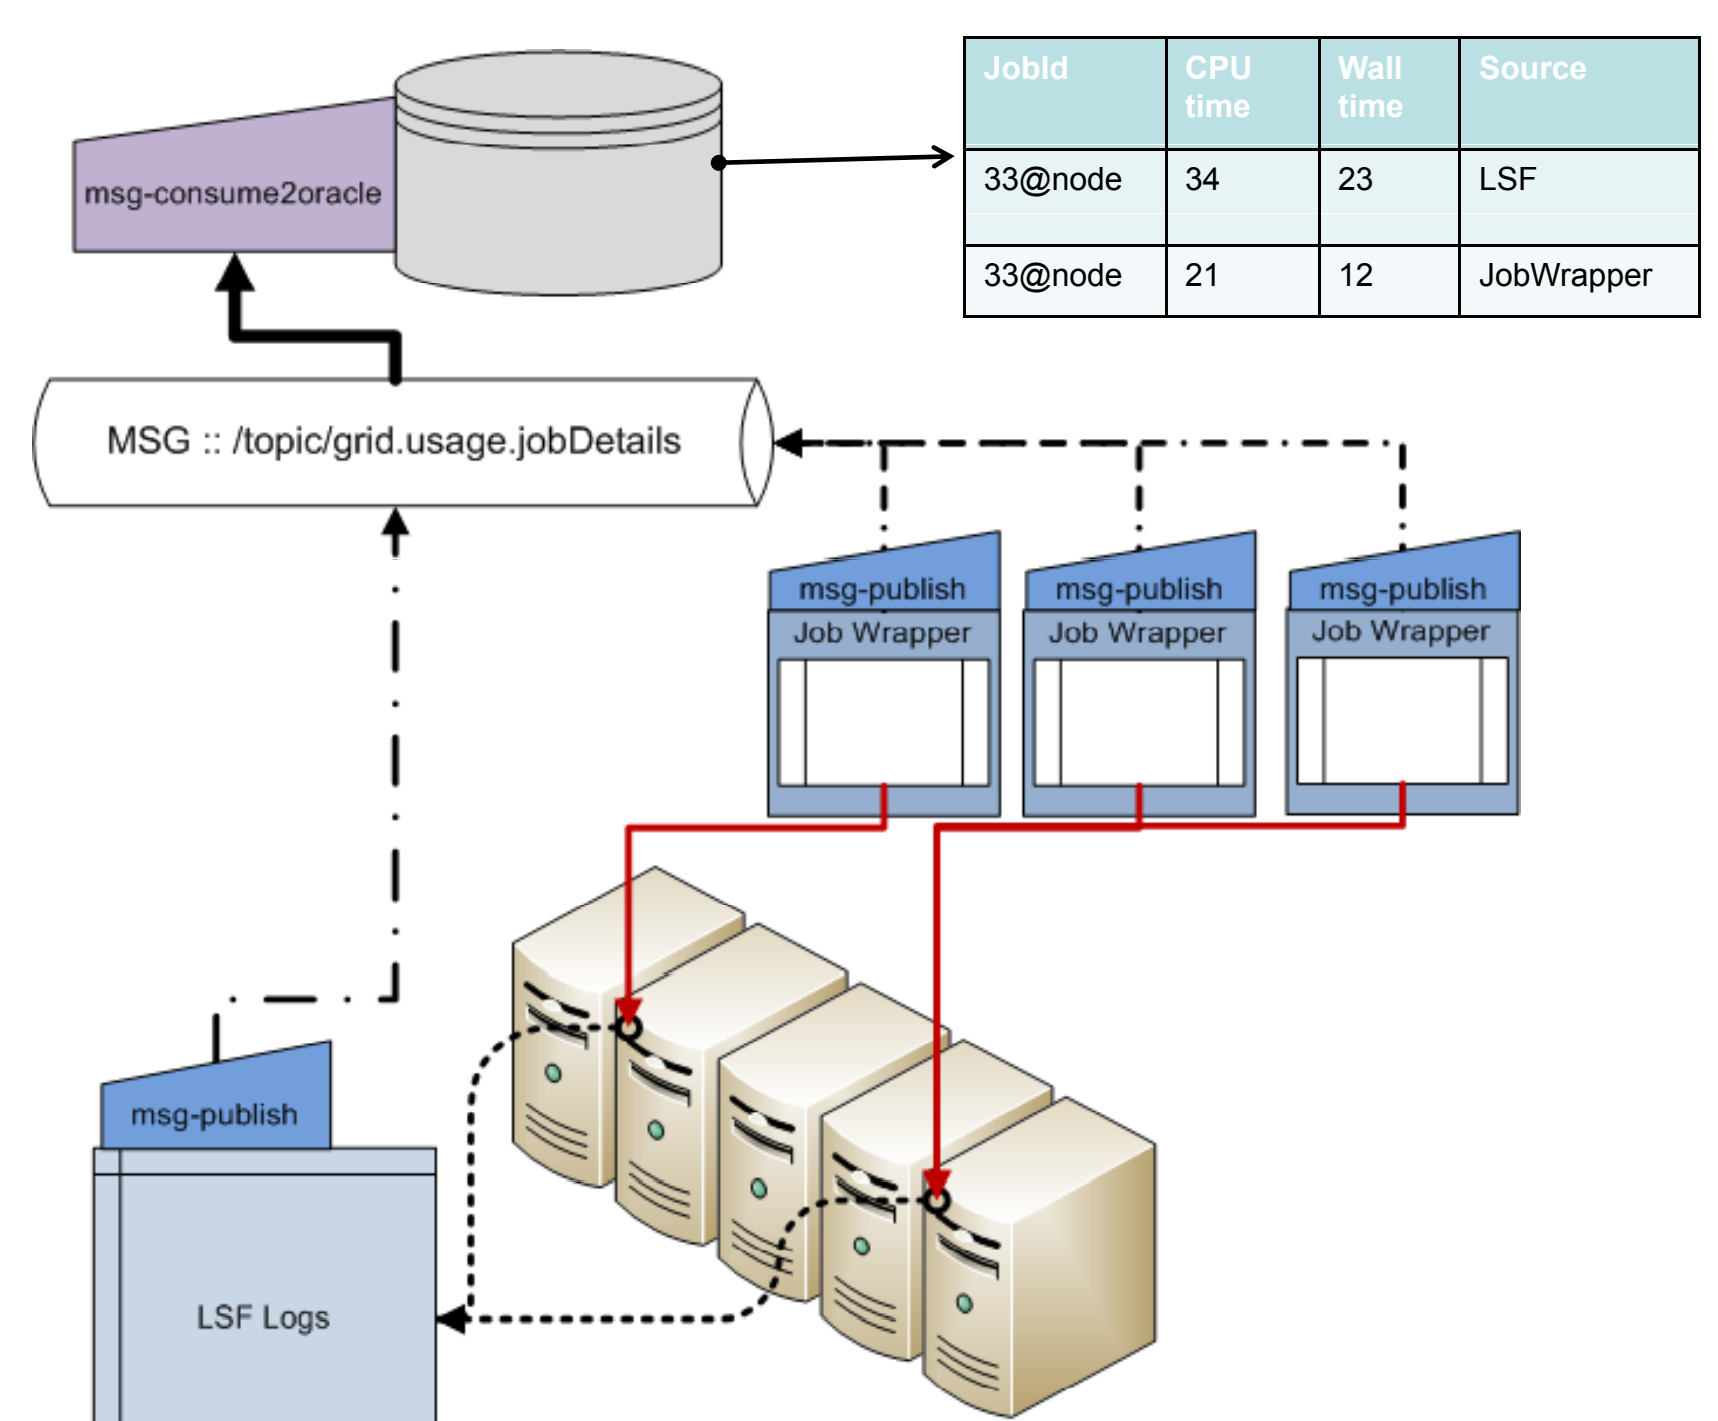 JobId CPU time Wall time Source
33@node 34 23 LSF
33@node 21 12 JobWrapper
msg-consume2oracle
MSG :: /topic/grid.usage.jobDetails
msg-publish msg-publish msg-publish
Job Wrapper Job Wrapper Job Wrapper
msg-publish
LSF Logs